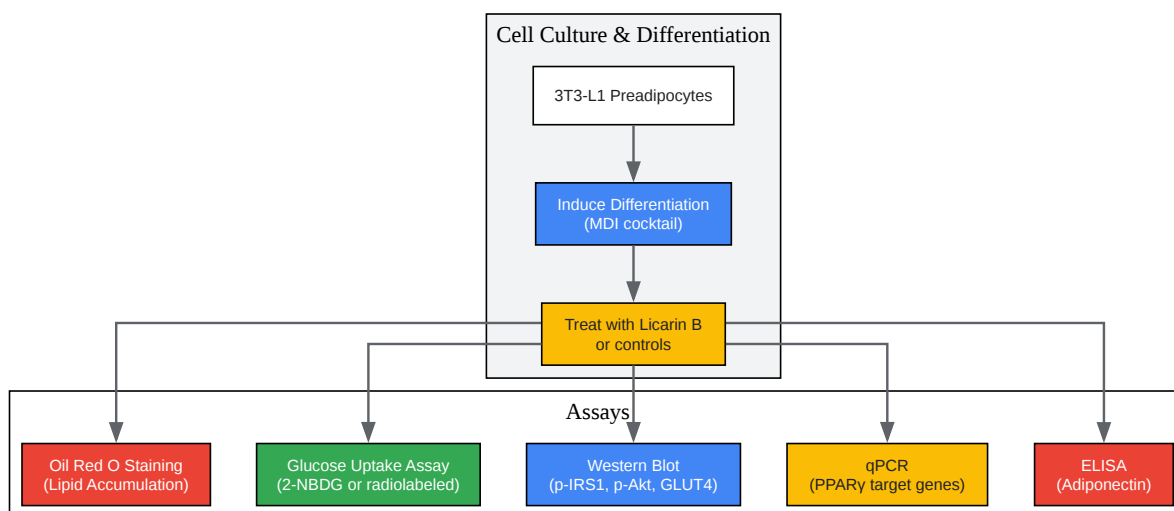 Cell Culture & Differentiation
3T3-L1 Preadipocytes
Induce Differentiation
(MDI cocktail)
Treat with Licarin B
or controls
Assays
Oil Red O Staining
(Lipid Accumulation)
Glucose Uptake Assay
(2-NBDG or radiolabeled)
Western Blot
(p-IRS1, p-Akt, GLUT4)
qPCR
(PPARγ target genes)
ELISA
(Adiponectin)